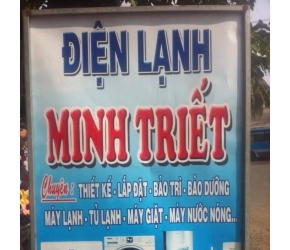 ĐIỆN LẠNH
MINH TRIẾT
Chuyên: THIẾT KẾ - LẮP ĐẶT - BẢO TRÌ - BẢO DƯỠNG
MÁY LẠNH - TỦ LẠNH - MÁY GIẶT - MÁY NƯỚC NÓNG...